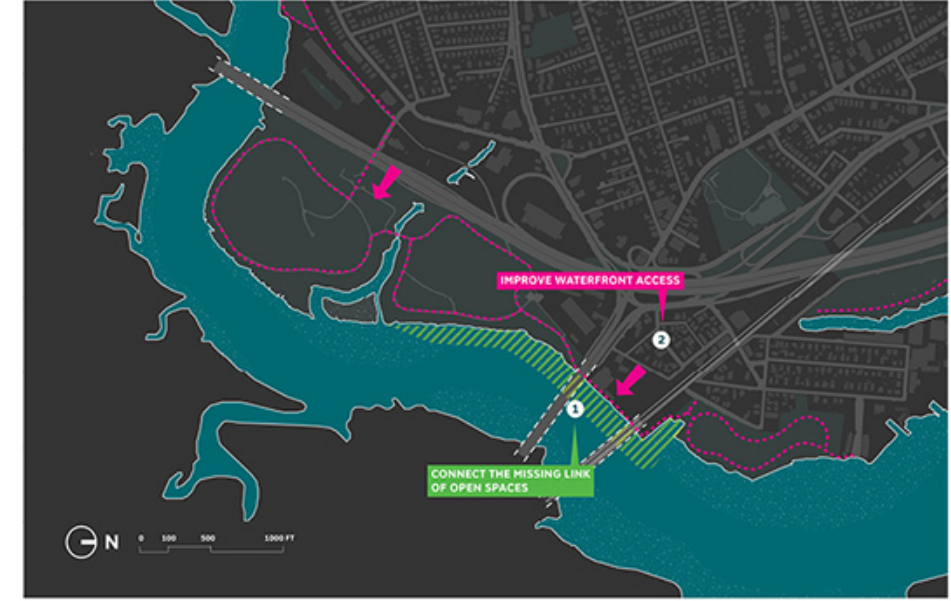 IMPROVE WATERFRONT ACCESS
2
1
CONNECT THE MISSING LINK
OF OPEN SPACES
N
0 100 500 1000 FT